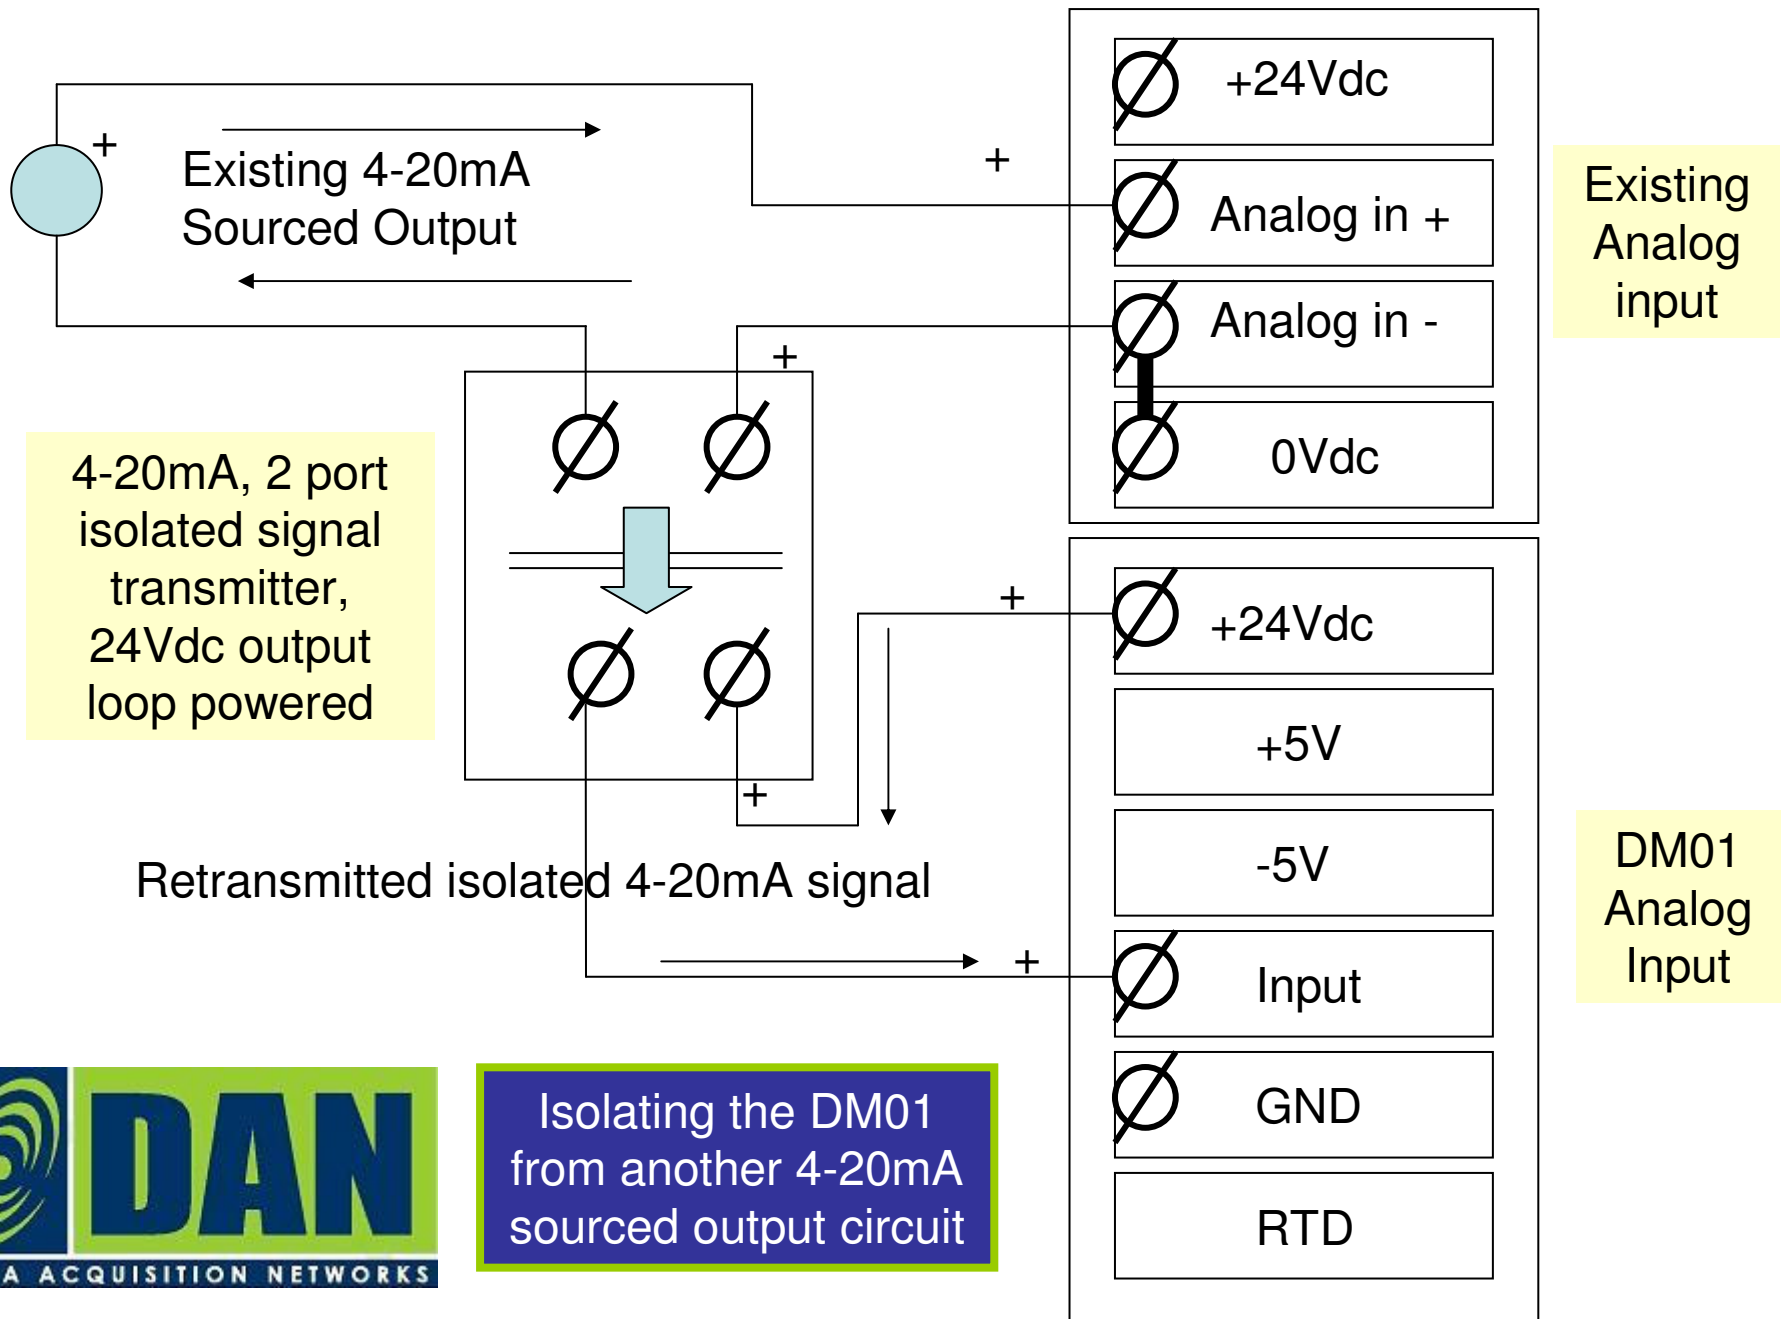 +24Vdc
+
Existing 4-20mA
Sourced Output
+
Analog in +
Existing
Analog
input
Analog in -
+
0Vdc
4-20mA, 2 port
isolated signal
transmitter,
24Vdc output
loop powered
+
+24Vdc
+5V
+
Retransmitted isolated 4-20mA signal
-5V
DM01
Analog
Input
+
Input
GND
RTD
DAN
A ACQUISITION NETWORKS
Isolating the DM01
from another 4-20mA
sourced output circuit